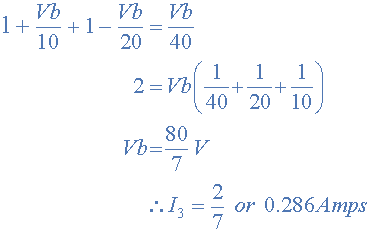 1 + Vb/10 + 1 - Vb/20 = Vb/40
2 = Vb(1/40 + 1/20 + 1/10)
Vb = 80/7 V
∴ I₃ = 2/7 or 0.286Amps